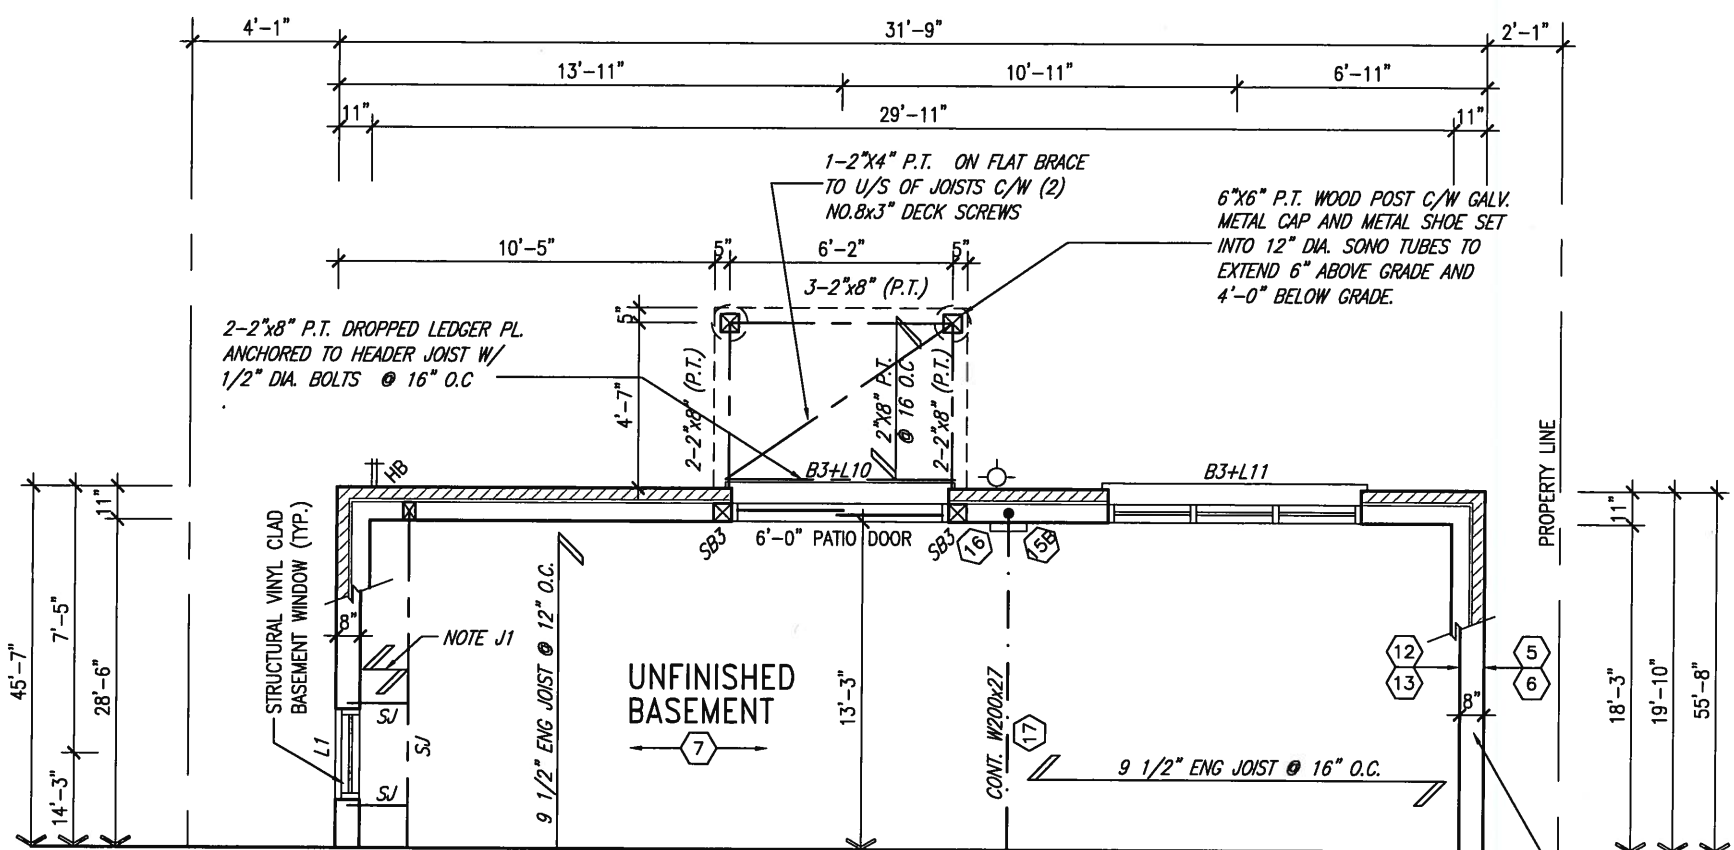 4'-1"
31'-9"
2'-1"
13'-11"
10'-11"
6'-11"
11"
29'-11"
11"
1-2"X4" P.T. ON FLAT BRACE
TO U/S OF JOISTS C/W (2)
NO.8x3" DECK SCREWS
6"X6" P.T. WOOD POST C/W GALV.
METAL CAP AND METAL SHOE SET
INTO 12" DIA. SONO TUBES TO
EXTEND 6" ABOVE GRADE AND
4'-0" BELOW GRADE.
10'-5"
5"
6'-2"
5"
3-2"x8" (P.T.)
5"
2-2"x8" P.T. DROPPED LEDGER PL.
ANCHORED TO HEADER JOIST W/
1/2" DIA. BOLTS @ 16" O.C
4'-7"
2-2"x8" (P.T.)
2"X8" P.T.
@ 16 O.C
2-2"x8" (P.T.)
HB
B3+L10
B3+L11
PROPERTY LINE
11"
11"
SB3
6'-0" PATIO DOOR
SB3
16
15B
STRUCTURAL VINYL CLAD
BASEMENT WINDOW (TYP.)
8"
NOTE J1
9 1/2" ENG JOIST @ 12" O.C.
UNFINISHED
BASEMENT
7
13'-3"
CONT. W200x27
17
9 1/2" ENG JOIST @ 16" O.C.
12
13
5
6
8"
SJ
SJ
SJ
L1
45'-7"
7'-5"
28'-6"
14'-3"
18'-3"
19'-10"
55'-8"